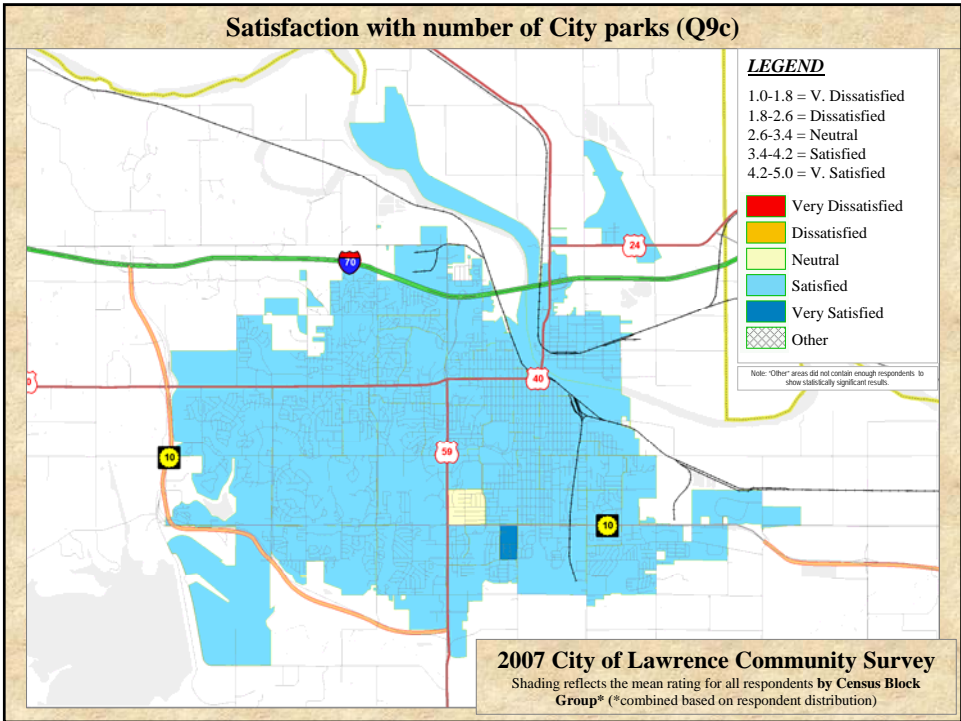 Satisfaction with number of City parks (Q9c)
LEGEND
1.0-1.8 = V. Dissatisfied
1.8-2.6 = Dissatisfied
2.6-3.4 = Neutral
3.4-4.2 = Satisfied
4.2-5.0 = V. Satisfied
Very Dissatisfied
Dissatisfied
Neutral
Satisfied
Very Satisfied
Other
Note: "Other" areas did not contain enough respondents to
show statistically significant results.
24
70
40
0
59
10
10
2007 City of Lawrence Community Survey
Shading reflects the mean rating for all respondents by Census Block
Group* (*combined based on respondent distribution)